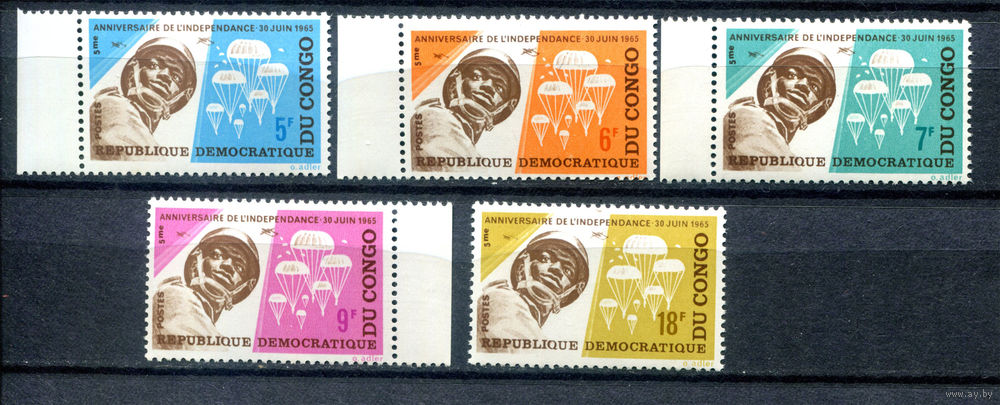 5me ANNIVERSAIRE DE L'INDEPENDANCE·30 JUIN 1965
POSTES
5F
REPUBLIQUE DEMOCRATIQUE
DU CONGO
o. adler
5me ANNIVERSAIRE DE L'INDEPENDANCE·30 JUIN 1965
POSTES
6F
REPUBLIQUE DEMOCRATIQUE
DU CONGO
o. adler
5me ANNIVERSAIRE DE L'INDEPENDANCE·30 JUIN 1965
POSTES
7F
REPUBLIQUE DEMOCRATIQUE
DU CONGO
o. adler
5me ANNIVERSAIRE DE L'INDEPENDANCE·30 JUIN 1965
POSTES
9F
REPUBLIQUE DEMOCRATIQUE
DU CONGO
o. adler
5me ANNIVERSAIRE DE L'INDEPENDANCE·30 JUIN 1965
POSTES
18F
REPUBLIQUE DEMOCRATIQUE
DU CONGO
o. adler
www.ay.by